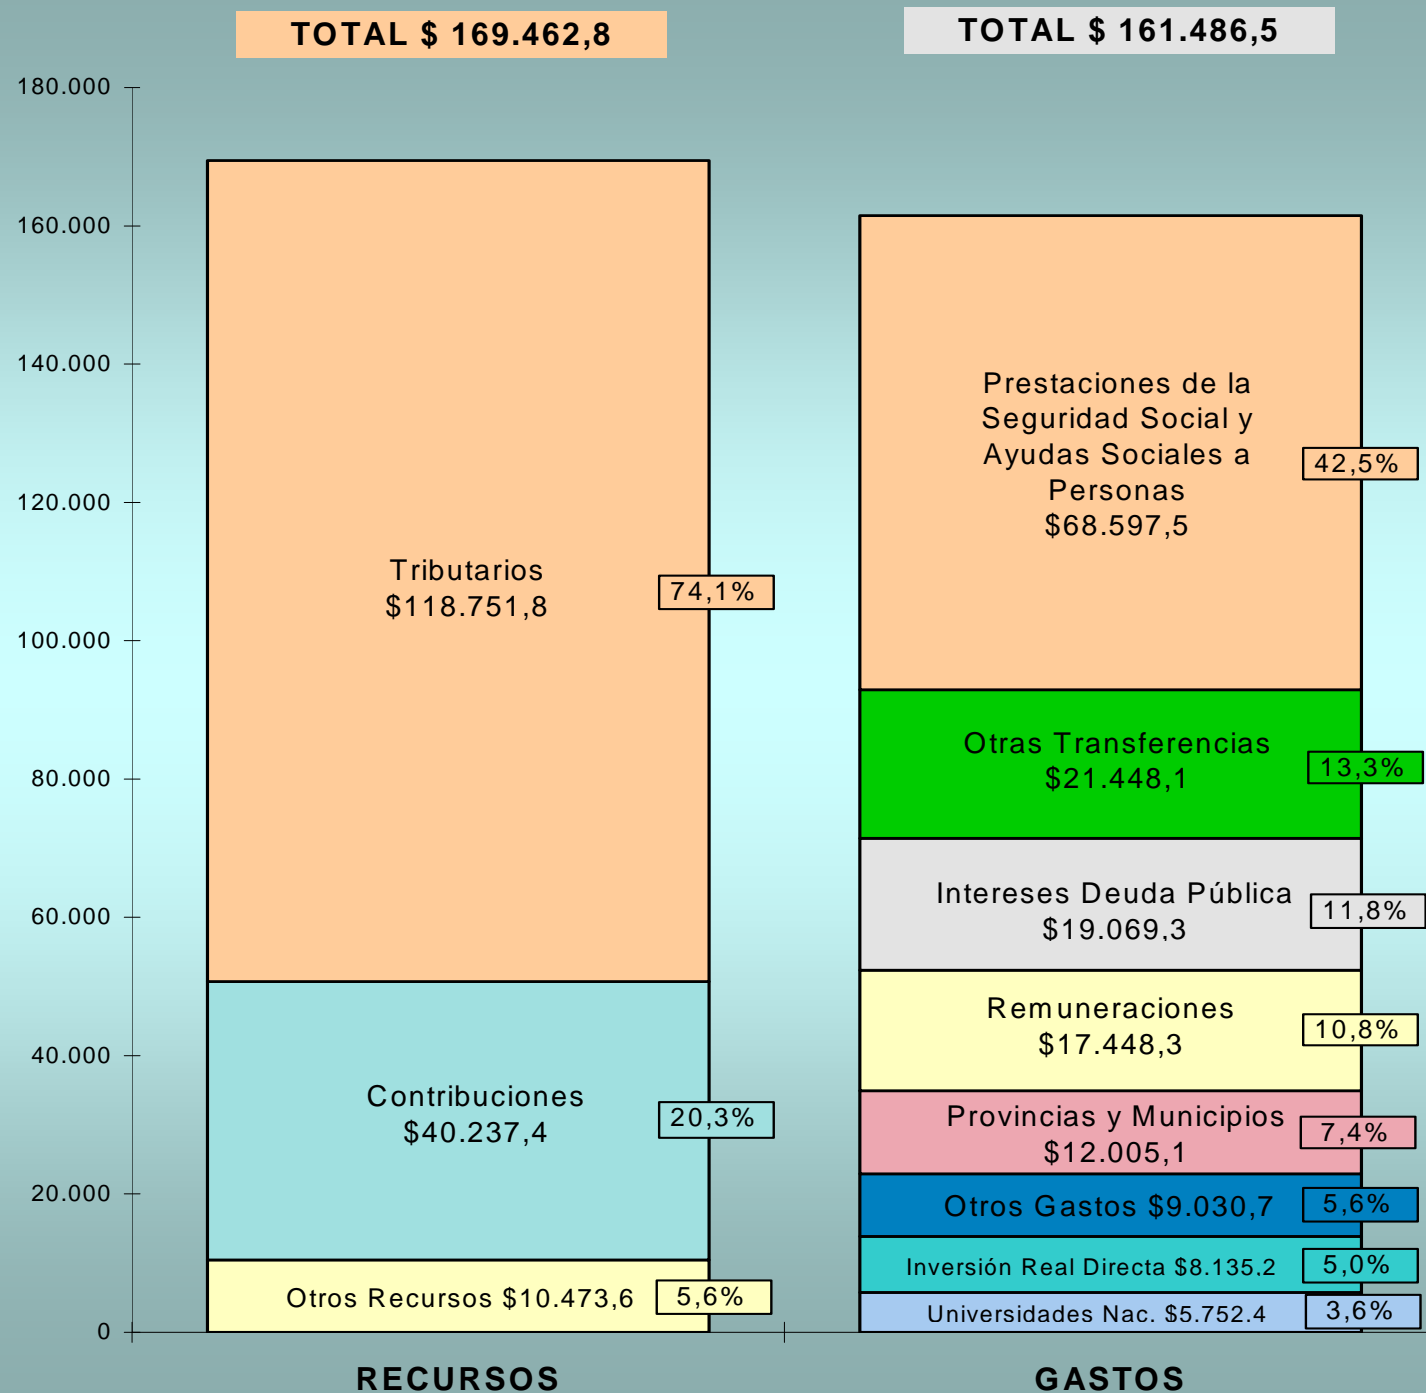 TOTAL $ 169.462,8
TOTAL $ 161.486,5
180.000
160.000
140.000
120.000
100.000
80.000
60.000
40.000
20.000
0
Tributarios
$118.751,8
74,1%
Contribuciones
$40.237,4
20,3%
Otros Recursos $10.473,6
5,6%
Prestaciones de la
Seguridad Social y
Ayudas Sociales a
Personas
$68.597,5
42,5%
Otras Transferencias
$21.448,1
13,3%
Intereses Deuda Pública
$19.069,3
11,8%
Remuneraciones
$17.448,3
10,8%
Provincias y Municipios
$12.005,1
7,4%
Otros Gastos $9.030,7
5,6%
Inversión Real Directa $8.135,2
5,0%
Universidades Nac. $5.752.4
3,6%
RECURSOS
GASTOS